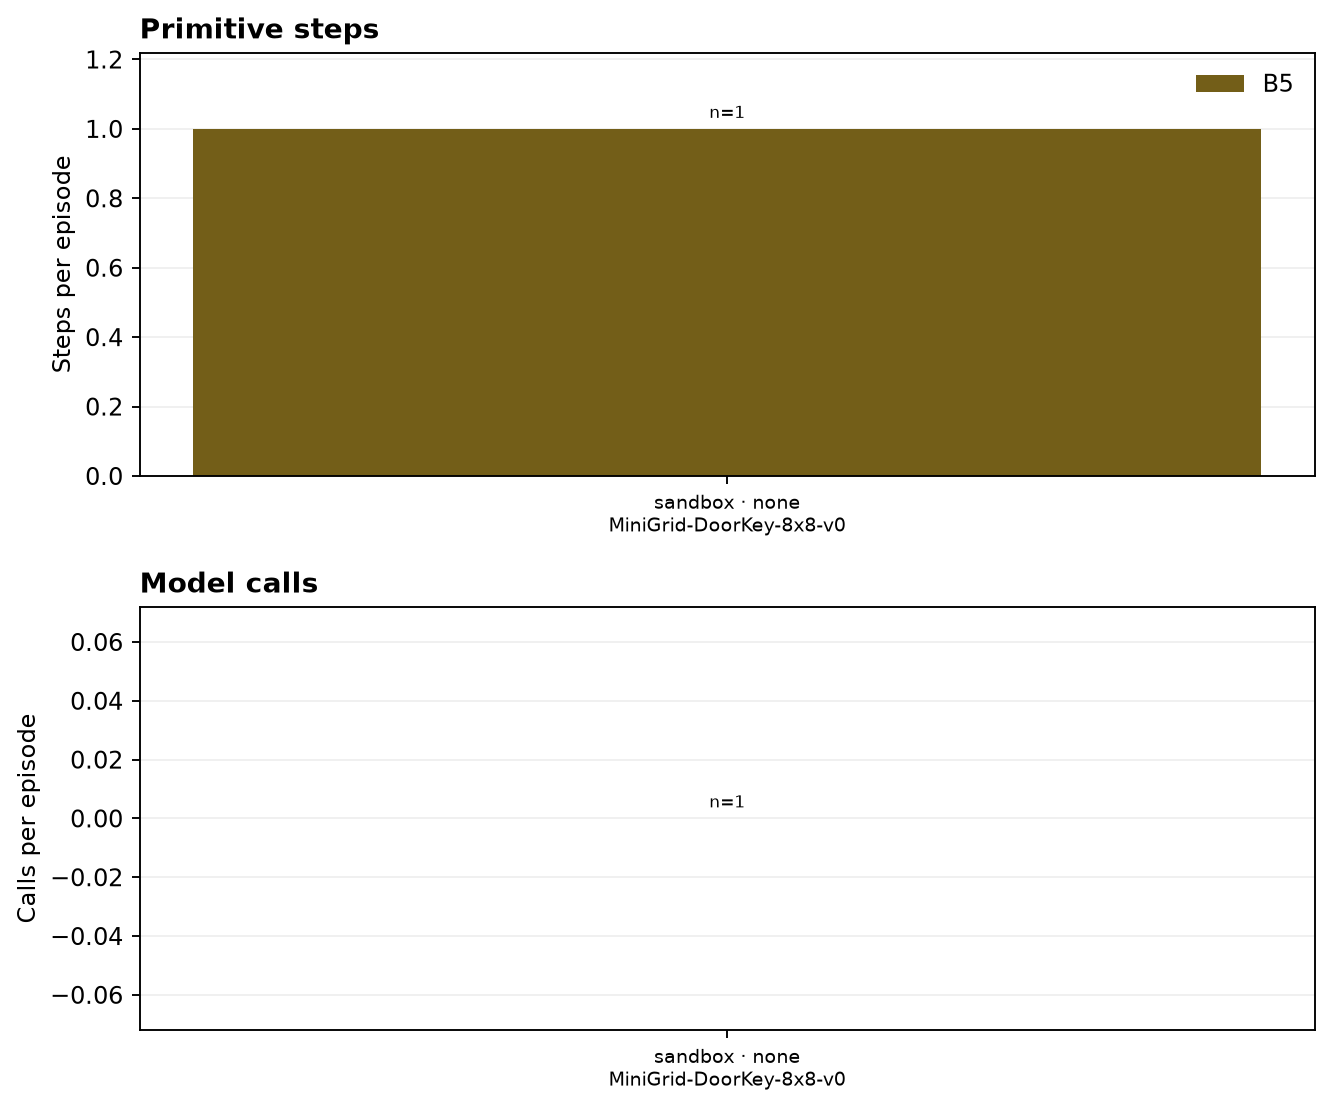 Primitive steps
1.2
1.0
0.8
0.6
0.4
0.2
0.0
Steps per episode
B5
n=1
sandbox · none
MiniGrid-DoorKey-8x8-v0
Model calls
0.06
0.04
0.02
0.00
−0.02
−0.04
−0.06
Calls per episode
n=1
sandbox · none
MiniGrid-DoorKey-8x8-v0